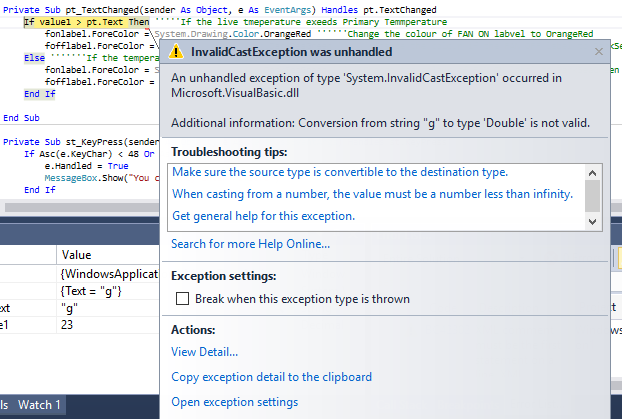 Private Sub pt_TextChanged(sender As Object, e As EventArgs) Handles pt.TextChanged
If value1 > pt.Text Then '''''If the live tmeperature exeeds Primary Temmperature
fonlabel.ForeColor = System.Drawing.Color.OrangeRed ''''''Change the colour of FAN ON labvel to OrangeRed
fofflabel.ForeColor =
Else '''''''If the tempera
fonlabel.ForeColor = S
fofflabel.ForeColor =
End If
End Sub
Private Sub st_KeyPress(sender
If Asc(e.KeyChar) < 48 Or
e.Handled = True
MessageBox.Show("You c
End If
InvalidCastException was unhandled
An unhandled exception of type 'System.InvalidCastException' occurred in
Microsoft.VisualBasic.dll
Additional information: Conversion from string "g" to type 'Double' is not valid.
Troubleshooting tips:
Make sure the source type is convertible to the destination type.
When casting from a number, the value must be a number less than infinity.
Get general help for this exception.
Search for more Help Online...
Exception settings:
Break when this exception type is thrown
Actions:
View Detail...
Copy exception detail to the clipboard
Open exception settings
Value
{WindowsApplicat
{Text = "g"}
ext "g"
e1 23
ls Watch 1